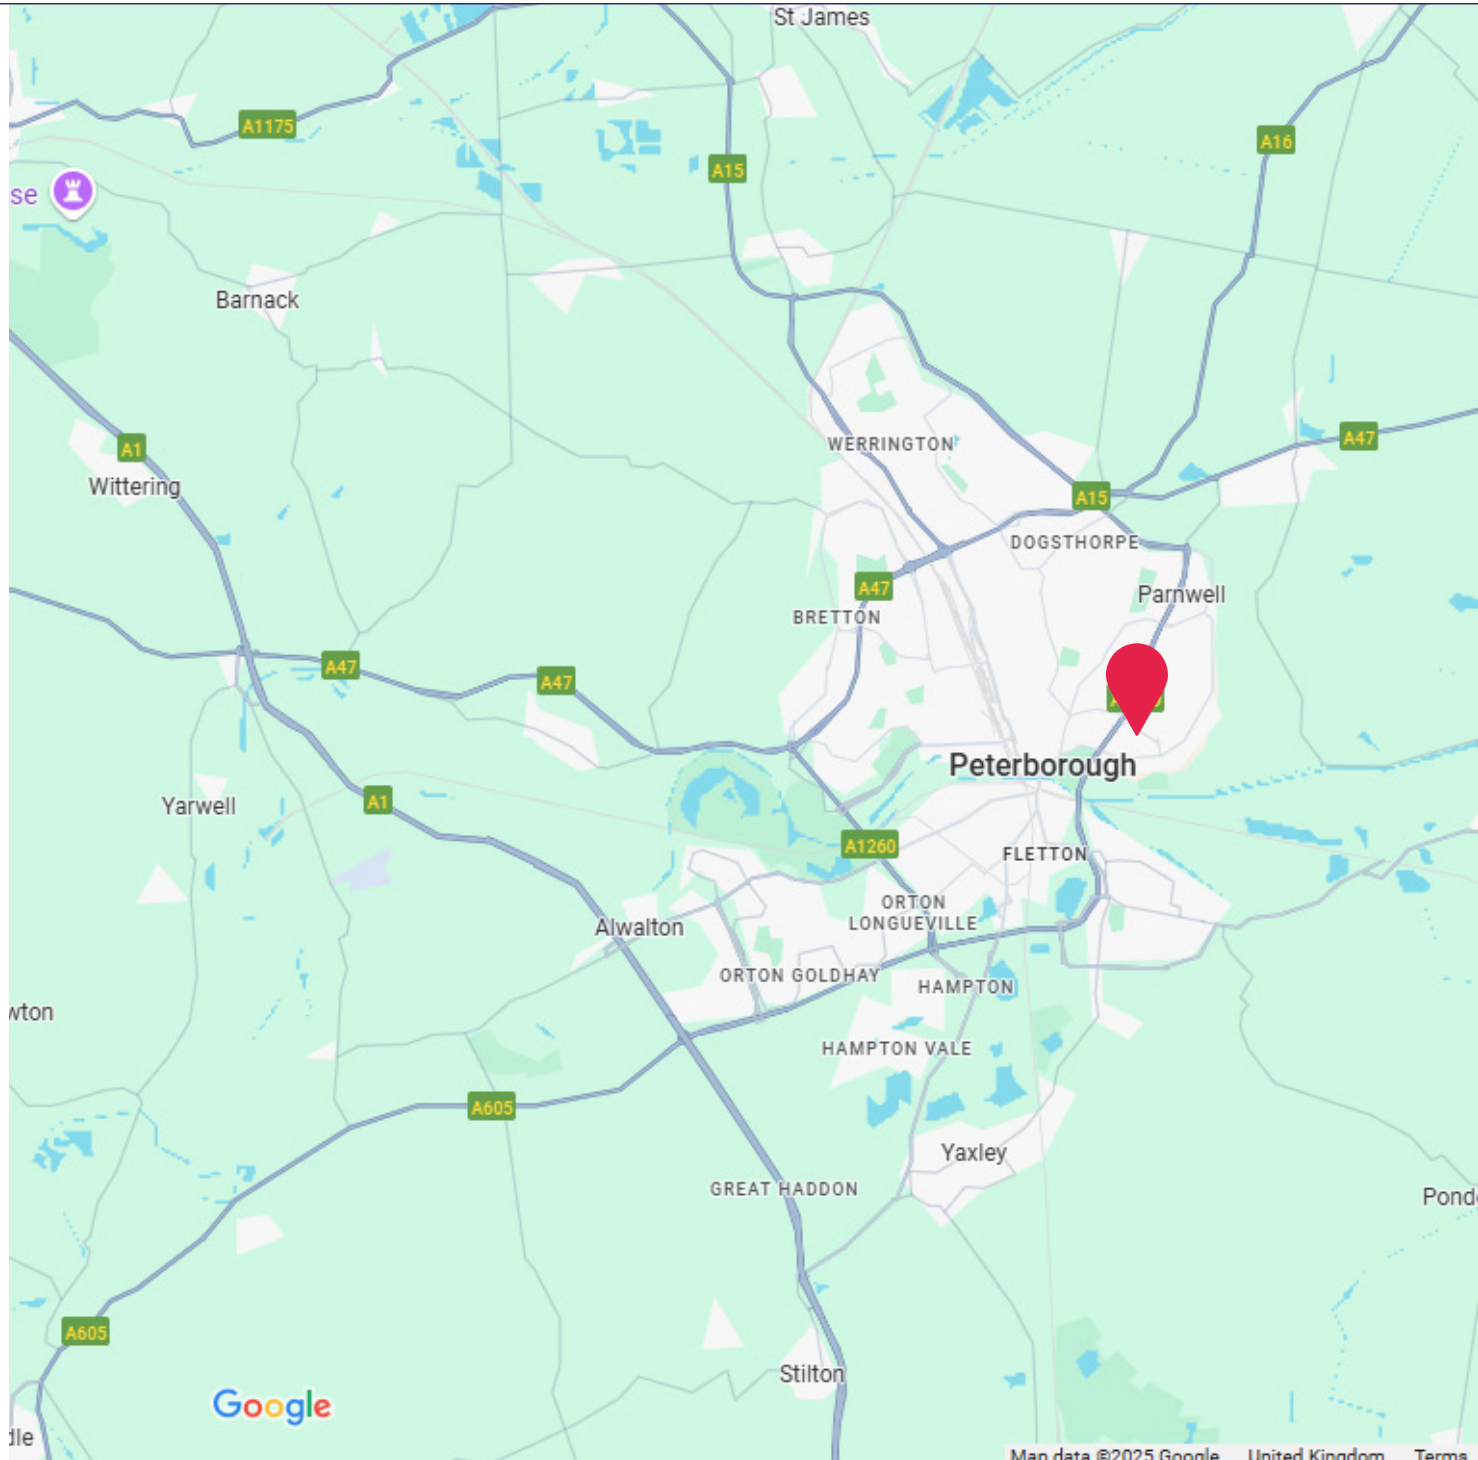 St James
A1175
A16
A15
se
Barnack
WERRINGTON
A47
A1
Wittering
A15
DOGSTHORPE
A47
Parnwell
BRETTON
A47
A47
Peterborough
Yarwell
A1
A1260
FLETTON
ORTON
LONGUEVILLE
Alwalton
ORTON GOLDHAY
HAMPTON
wton
HAMPTON VALE
A605
Yaxley
GREAT HADDON
Pond
A605
Stilton
Google
dle
Map data ©2025 Google United Kingdom Terms